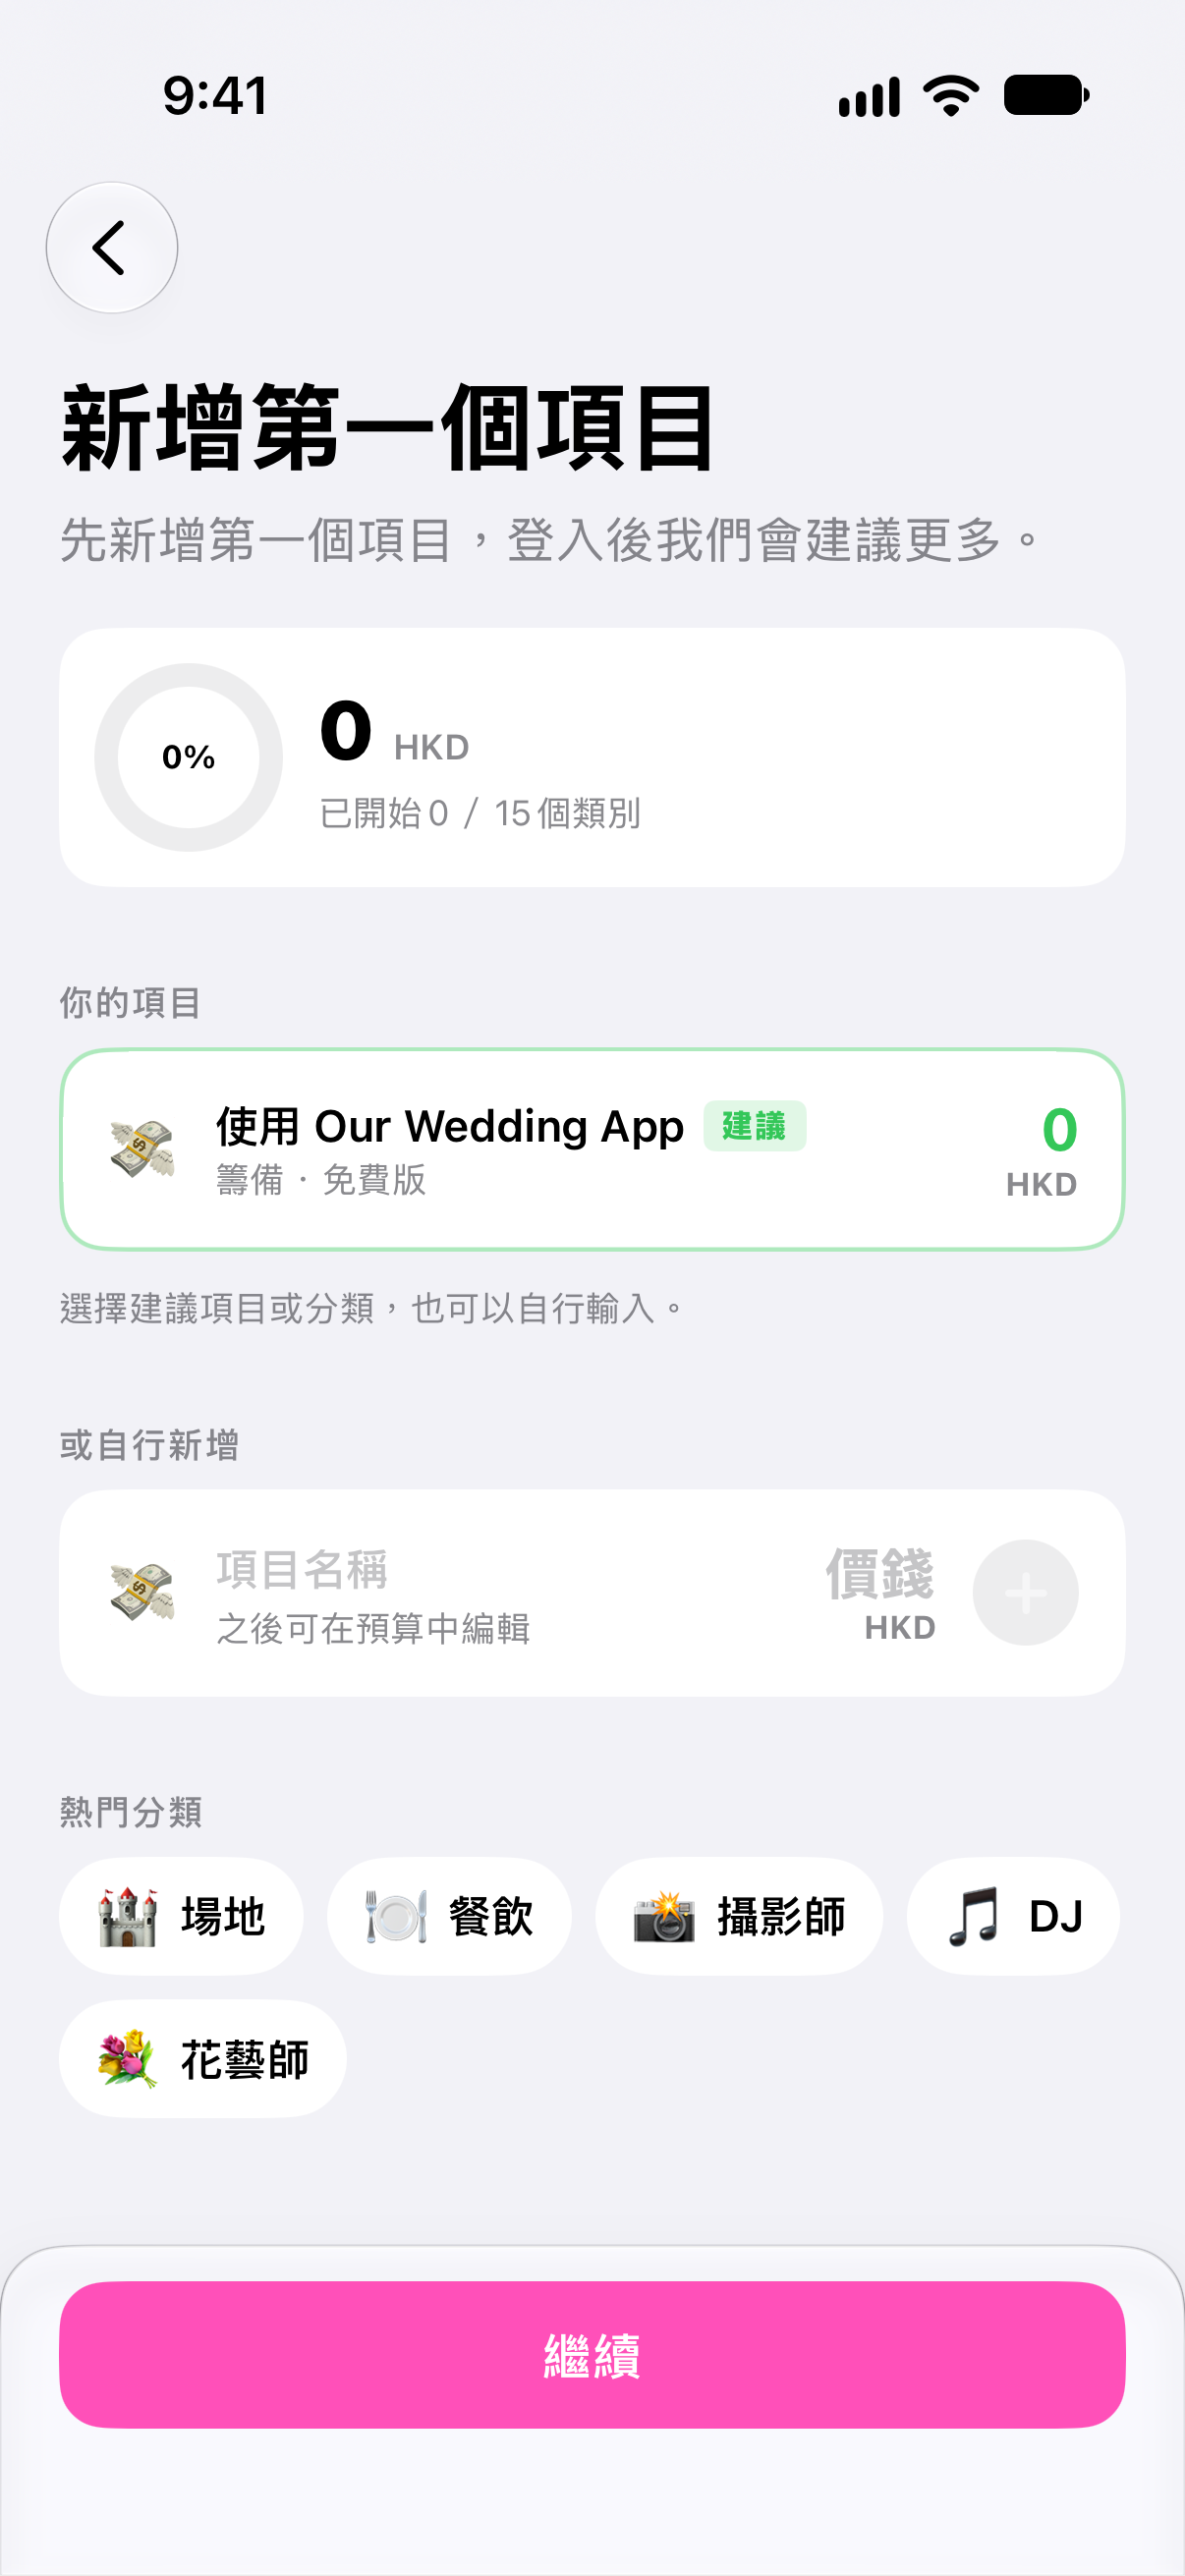 9:41
新增第一個項目
先新增第一個項目，登入後我們會建議更多。
0%
0 HKD
已開始 0 / 15 個類別
你的項目
使用 Our Wedding App 建議
0
籌備 · 免費版
HKD
選擇建議項目或分類，也可以自行輸入。
或自行新增
項目名稱
價錢
之後可在預算中編輯
HKD
熱門分類
場地
餐飲
攝影師
DJ
花藝師
繼續